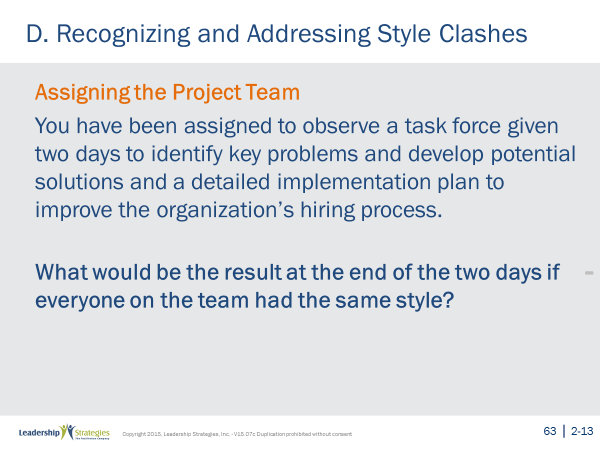 D. Recognizing and Addressing Style Clashes
Assigning the Project Team
You have been assigned to observe a task force given
two days to identify key problems and develop potential
solutions and a detailed implementation plan to
improve the organization’s hiring process.
What would be the result at the end of the two days if
everyone on the team had the same style?
Leadership Strategies
The Facilitation Company
Copyright 2015, Leadership Strategies, Inc. - V15.07c Duplication prohibited without consent
63 | 2-13